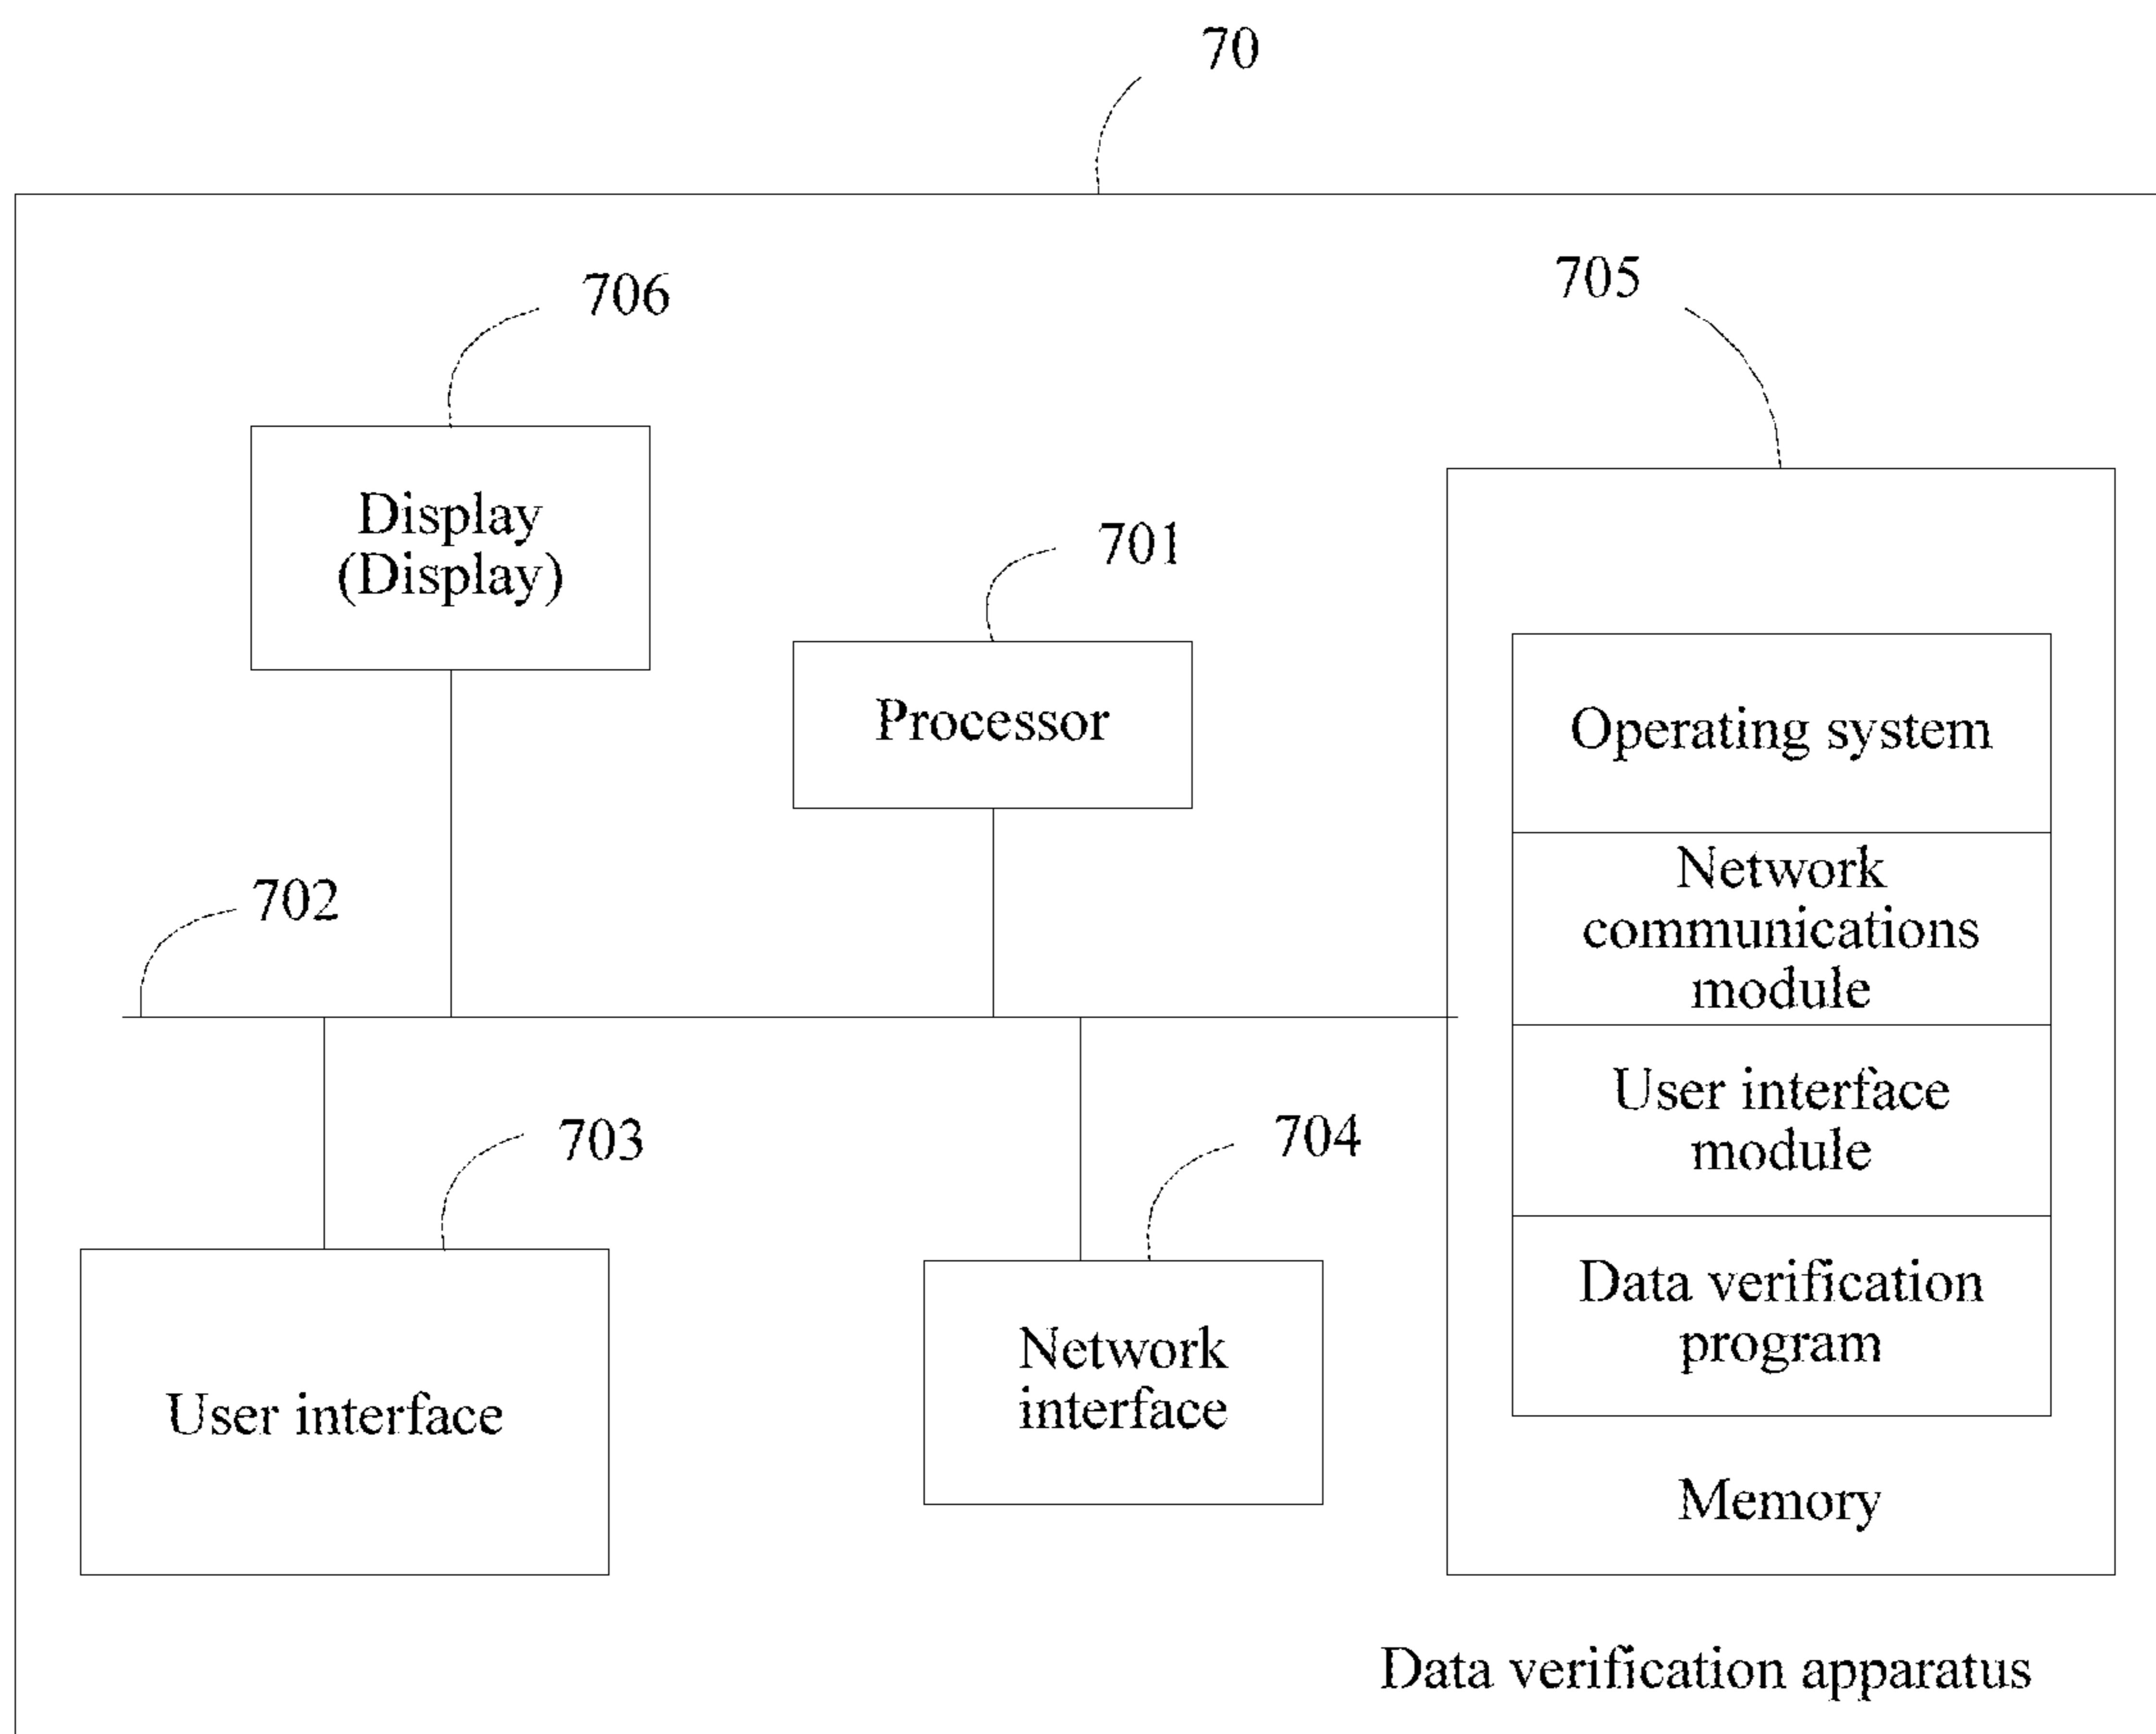 70
706
705
Display
(Display)
701
Processor
Operating system
702
Network
communications
module
User interface
module
703
704
Data verification
program
User interface
Network
interface
Memory
Data verification apparatus